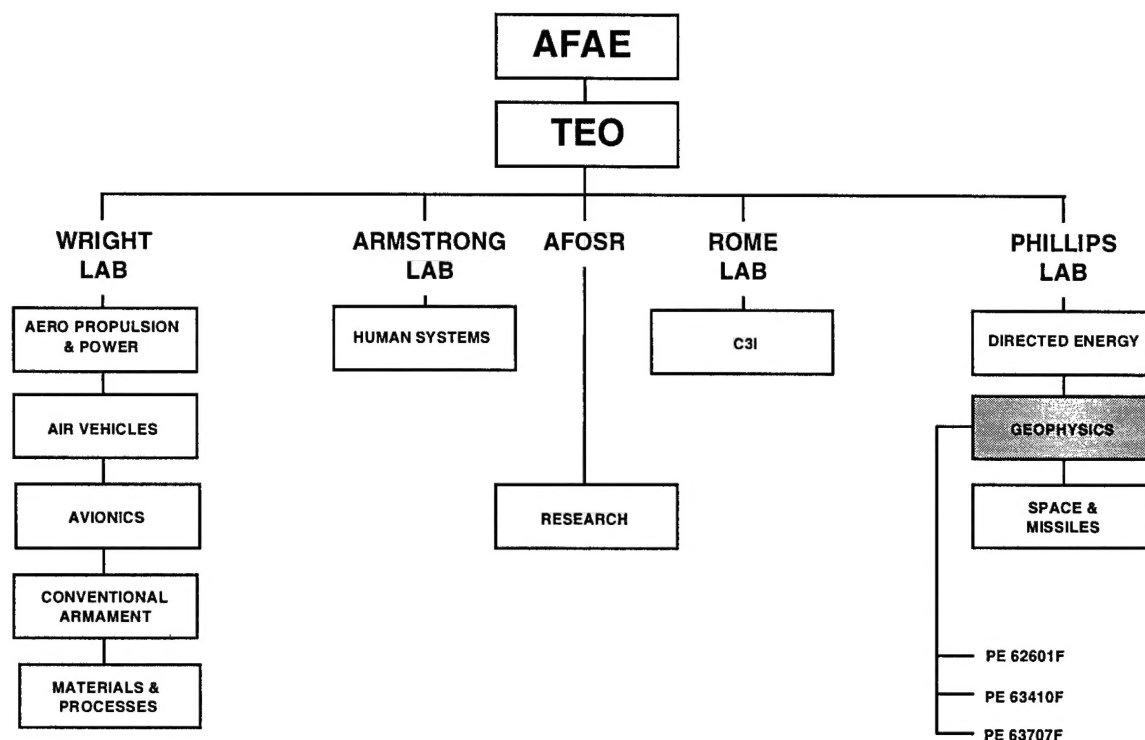 AFAE
TEO
WRIGHT
LAB
AERO PROPULSION
& POWER
AIR VEHICLES
AVIONICS
CONVENTIONAL
ARMAMENT
MATERIALS &
PROCESSES
ARMSTRONG
LAB
HUMAN SYSTEMS
AFOSR
RESEARCH
ROME
LAB
C3I
PHILLIPS
LAB
DIRECTED ENERGY
GEOPHYSICS
SPACE &
MISSILES
PE 62601F
PE 63410F
PE 63707F